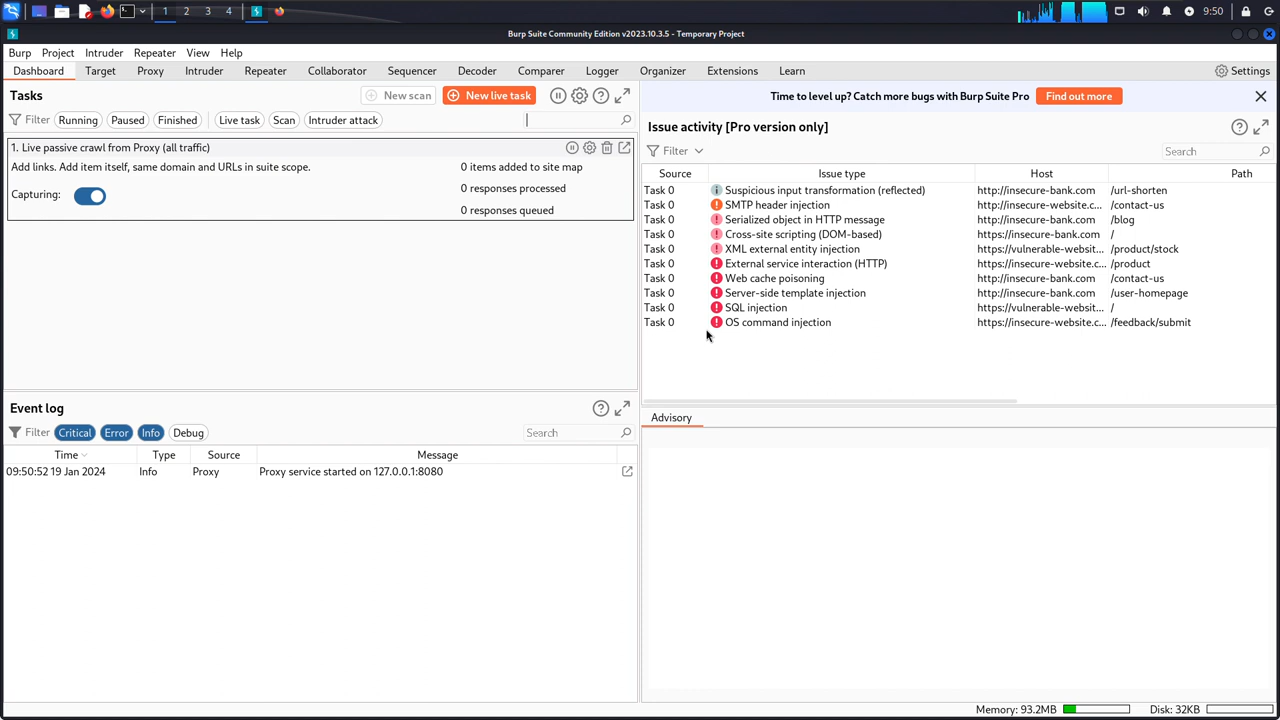 1 2 3 4 9:50
Burp Suite Community Edition v2023.10.3.5 - Temporary Project
Burp Project Intruder Repeater View Help
Dashboard Target Proxy Intruder Repeater Collaborator Sequencer Decoder Comparer Logger Organizer Extensions Learn Settings
Tasks New scan New live task
Filter Running Paused Finished Live task Scan Intruder attack
1. Live passive crawl from Proxy (all traffic)
Add links. Add item itself, same domain and URLs in suite scope. 0 items added to site map
Capturing: 0 responses processed
0 responses queued
Event log
Filter Critical Error Info Debug Search
Time Type Source Message
09:50:52 19 Jan 2024 Info Proxy Proxy service started on 127.0.0.1:8080
Time to level up? Catch more bugs with Burp Suite Pro Find out more
Issue activity [Pro version only]
Filter Search
Source Issue type Host Path
Task 0 Suspicious input transformation (reflected) http://insecure-bank.com /url-shorten
Task 0 SMTP header injection http://insecure-website.c... /contact-us
Task 0 Serialized object in HTTP message http://insecure-bank.com /blog
Task 0 Cross-site scripting (DOM-based) https://insecure-bank.com /
Task 0 XML external entity injection https://vulnerable-websit... /product/stock
Task 0 External service interaction (HTTP) https://insecure-website.c... /product
Task 0 Web cache poisoning http://insecure-bank.com /contact-us
Task 0 Server-side template injection http://insecure-bank.com /user-homepage
Task 0 SQL injection https://vulnerable-websit... /
Task 0 OS command injection https://insecure-website.c... /feedback/submit
Advisory
Memory: 93.2MB Disk: 32KB